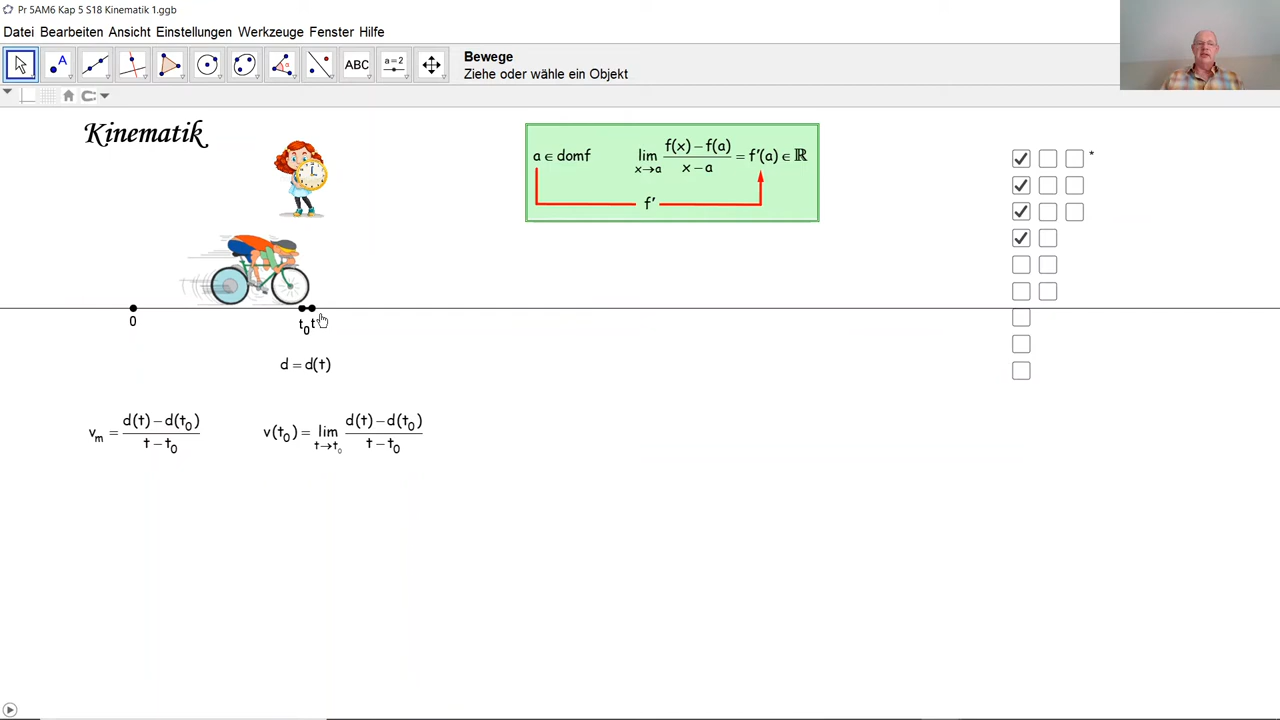 Pr 5AM6 Kap 5 S18 Kinematik 1.ggb
Datei Bearbeiten Ansicht Einstellungen Werkzeuge Fenster Hilfe
A ABC a=2
Bewege
Ziehe oder wähle ein Objekt
Kinematik
a ∈ domf lim x→a (f(x) − f(a))/(x − a) = f'(a) ∈ ℝ
f'
*
0 t₀ t
d = d(t)
vₘ = (d(t) − d(t₀))/(t − t₀) v(t₀) = lim t→t₀ (d(t) − d(t₀))/(t − t₀)